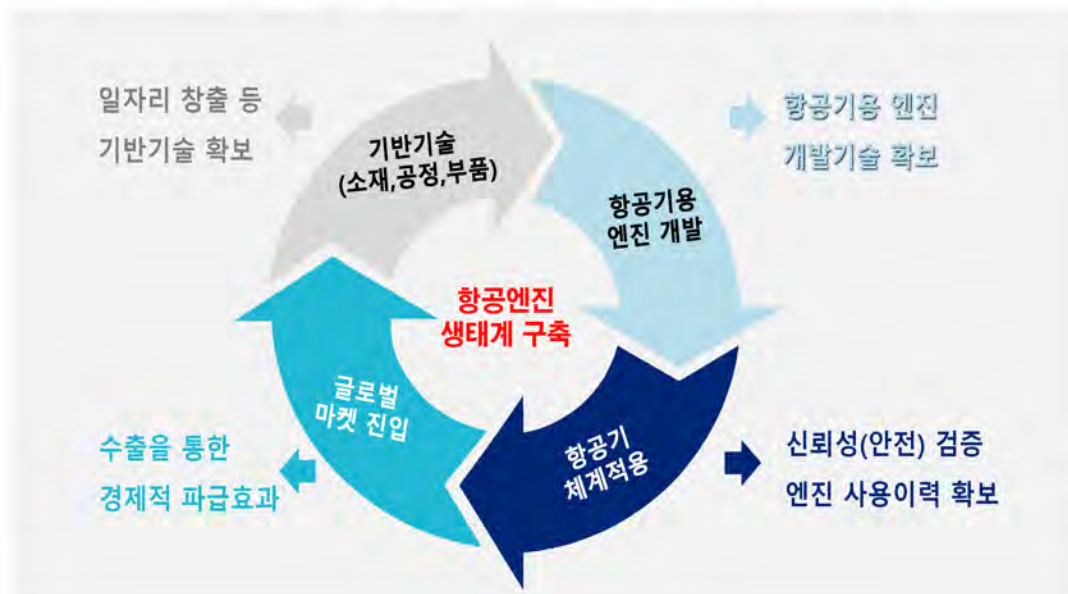 일자리 창출 등
기반기술 확보
기반기술
(소재,공정,부품)
항공기용 엔진
개발기술 확보
항공기용
엔진 개발
항공엔진
생태계 구축
글로벌
마켓 진입
항공기
체계적용
수출을 통한
경제적 파급효과
신뢰성(안전) 검증
엔진 사용이력 확보